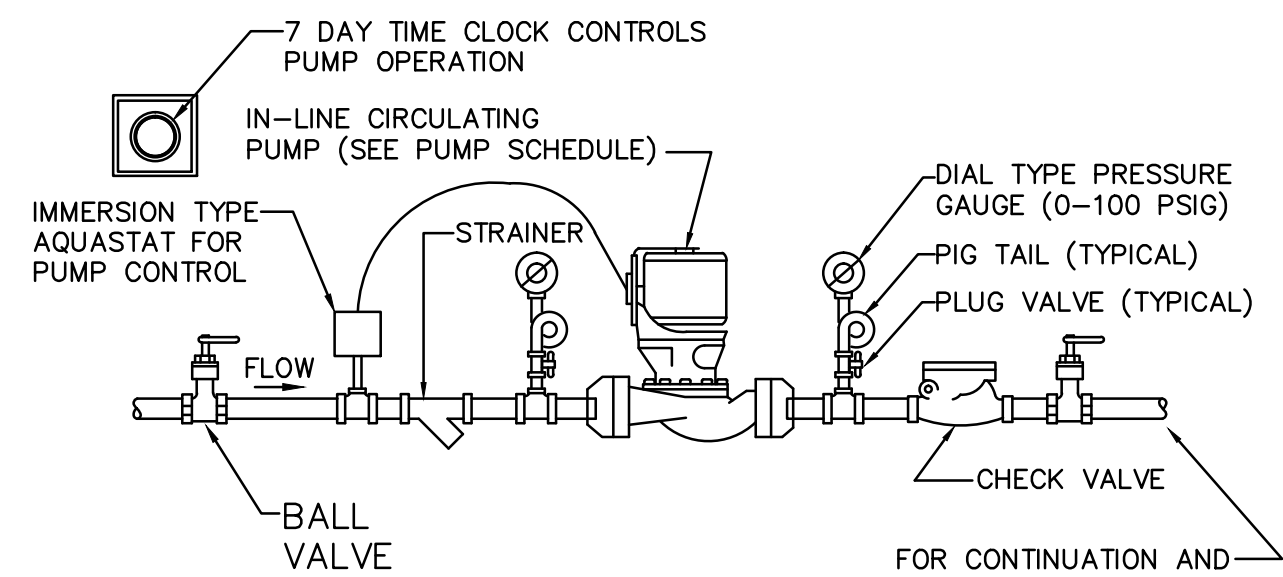 7 DAY TIME CLOCK CONTROLS
PUMP OPERATION
IN-LINE CIRCULATING
PUMP (SEE PUMP SCHEDULE)
IMMERSION TYPE
AQUASTAT FOR
PUMP CONTROL
STRAINER
DIAL TYPE PRESSURE
GAUGE (0-100 PSIG)
PIG TAIL (TYPICAL)
PLUG VALVE (TYPICAL)
FLOW
CHECK VALVE
BALL
VALVE
FOR CONTINUATION AND